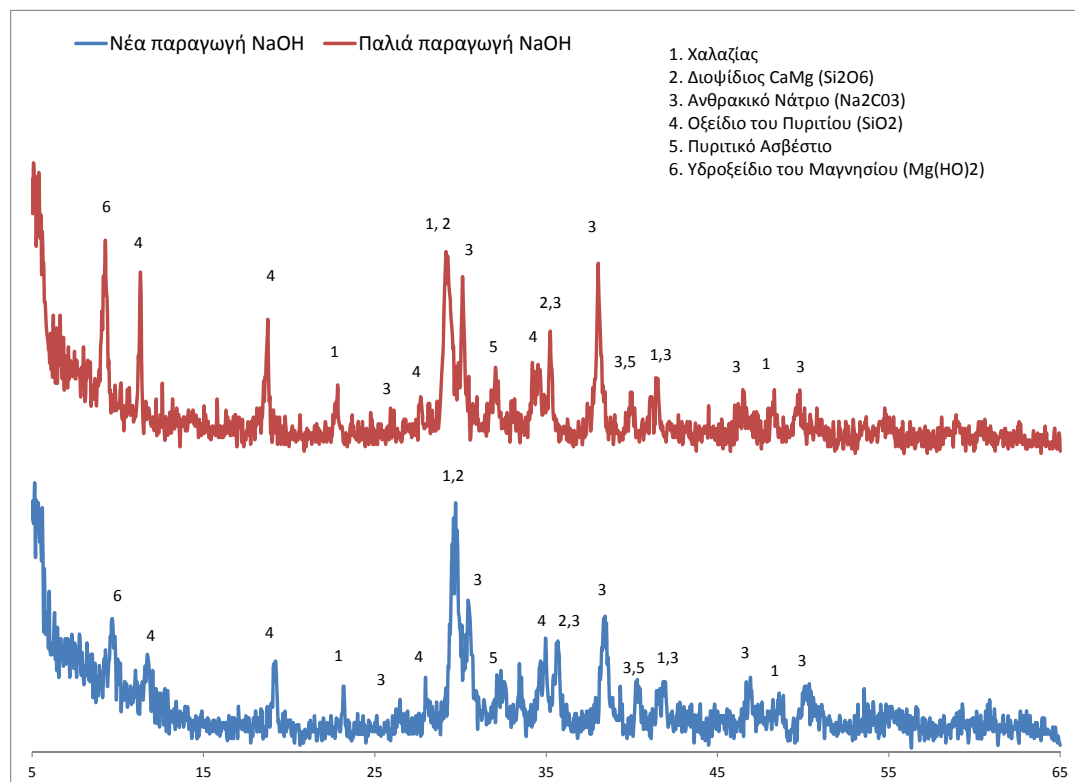 Νέα παραγωγή NaOH Παλιά παραγωγή NaOH
1. Χαλαζίας
2. Διοψίδιος CaMg (Si2O6)
3. Ανθρακικό Νάτριο (Na2C03)
4. Οξείδιο του Πυριτίου (SiO2)
5. Πυριτικό Ασβέστιο
6. Υδροξείδιο του Μαγνησίου (Mg(HO)2)
6 4 4 1 3 4 1, 2 3 5 4 2,3 3 3,5 1,3 3 1 3
6 4 4 1 3 4 1,2 3 5 4 2,3 3 3,5 1,3 3 1 3
5 15 25 35 45 55 65